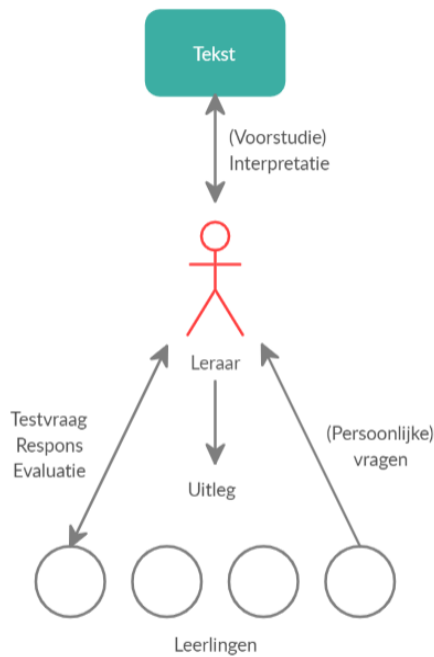 Tekst
(Voorstudie)
Interpretatie
Leraar
Testvraag
Respons
Evaluatie
(Persoonlijke)
vragen
Uitleg
Leerlingen